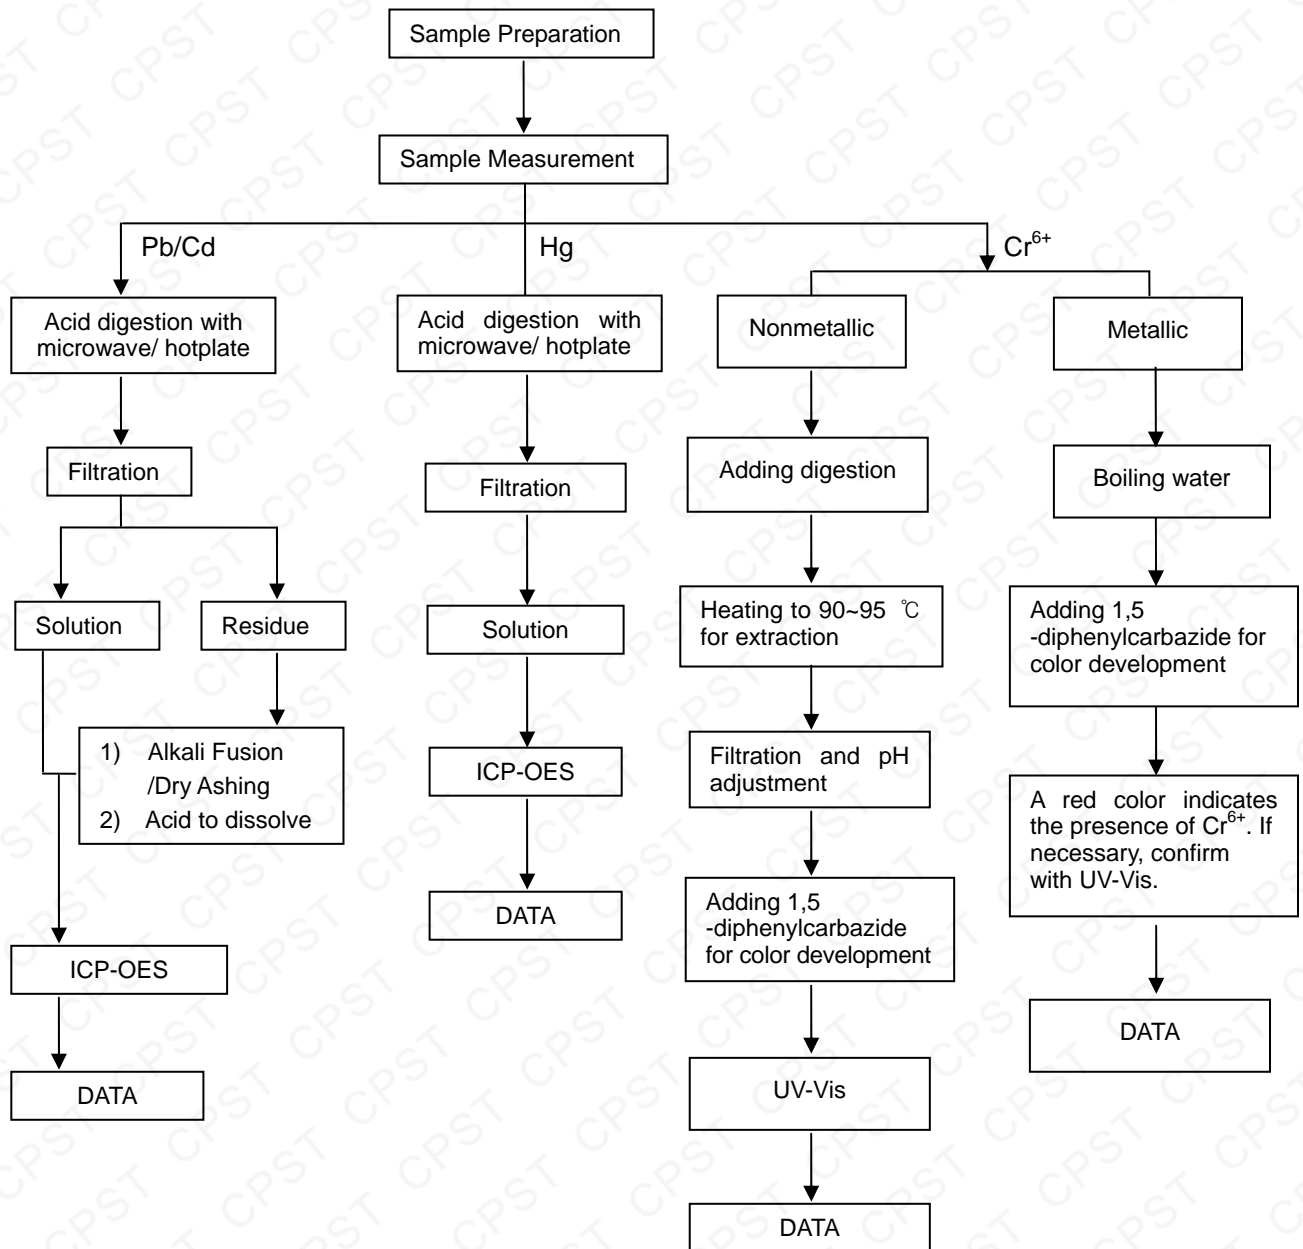 Sample Preparation
Sample Measurement
Pb/Cd
Hg
Cr⁶⁺
Acid digestion with
microwave/ hotplate
Acid digestion with
microwave/ hotplate
Nonmetallic
Metallic
Filtration
Filtration
Adding digestion
Boiling water
Solution
Residue
Solution
Heating to 90~95 ℃
for extraction
Adding 1,5
-diphenylcarbazide for
color development
1) Alkali Fusion
/Dry Ashing
2) Acid to dissolve
ICP-OES
Filtration and pH
adjustment
A red color indicates
the presence of Cr⁶⁺. If
necessary, confirm
with UV-Vis.
DATA
Adding 1,5
-diphenylcarbazide
for color development
ICP-OES
DATA
DATA
UV-Vis
DATA
CPST